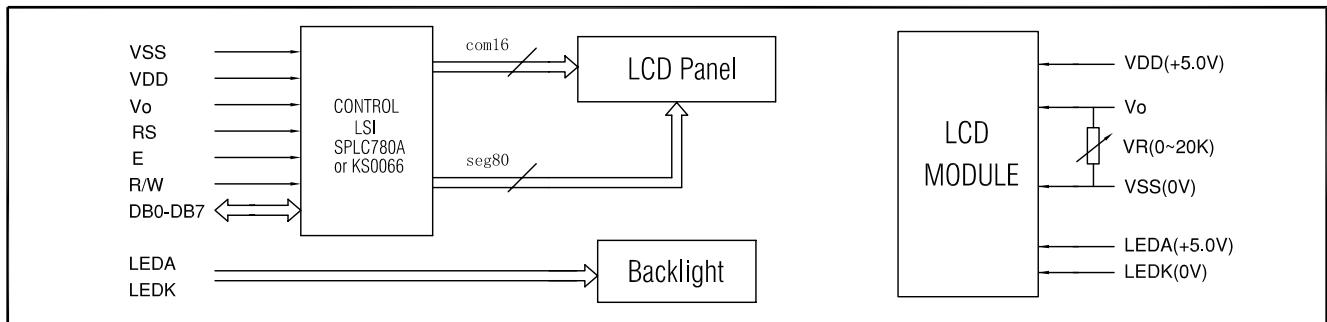 VSS
VDD
Vo
RS
E
R/W
DB0-DB7
LEDA
LEDK
CONTROL
LSI
SPLC780A
or KS0066
com16
seg80
LCD Panel
Backlight
LCD
MODULE
VDD(+5.0V)
Vo
VR(0~20K)
VSS(0V)
LEDA(+5.0V)
LEDK(0V)